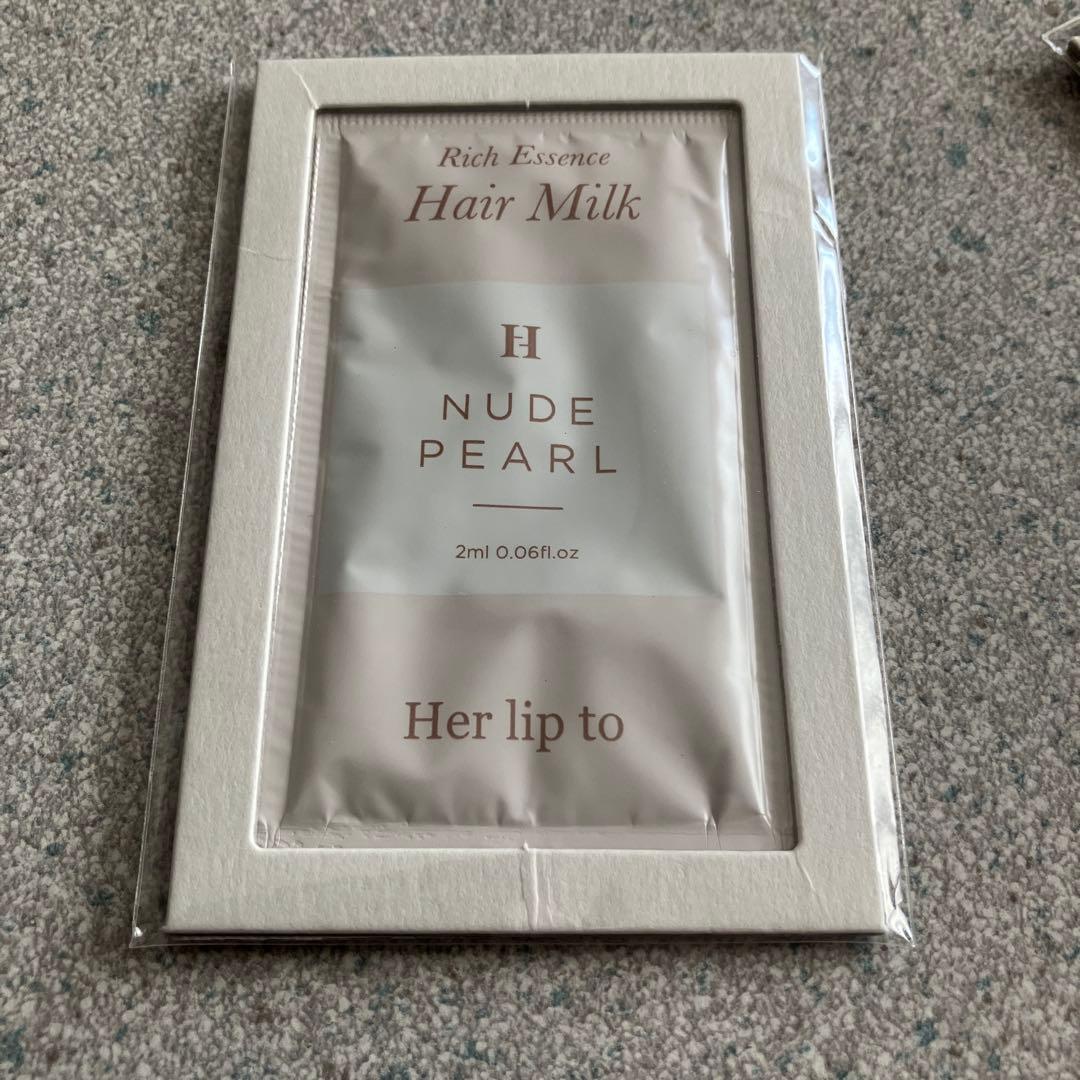 Rich Essence
Hair Milk
H
NUDE
PEARL
2ml 0.06fl.oz
Her lip to